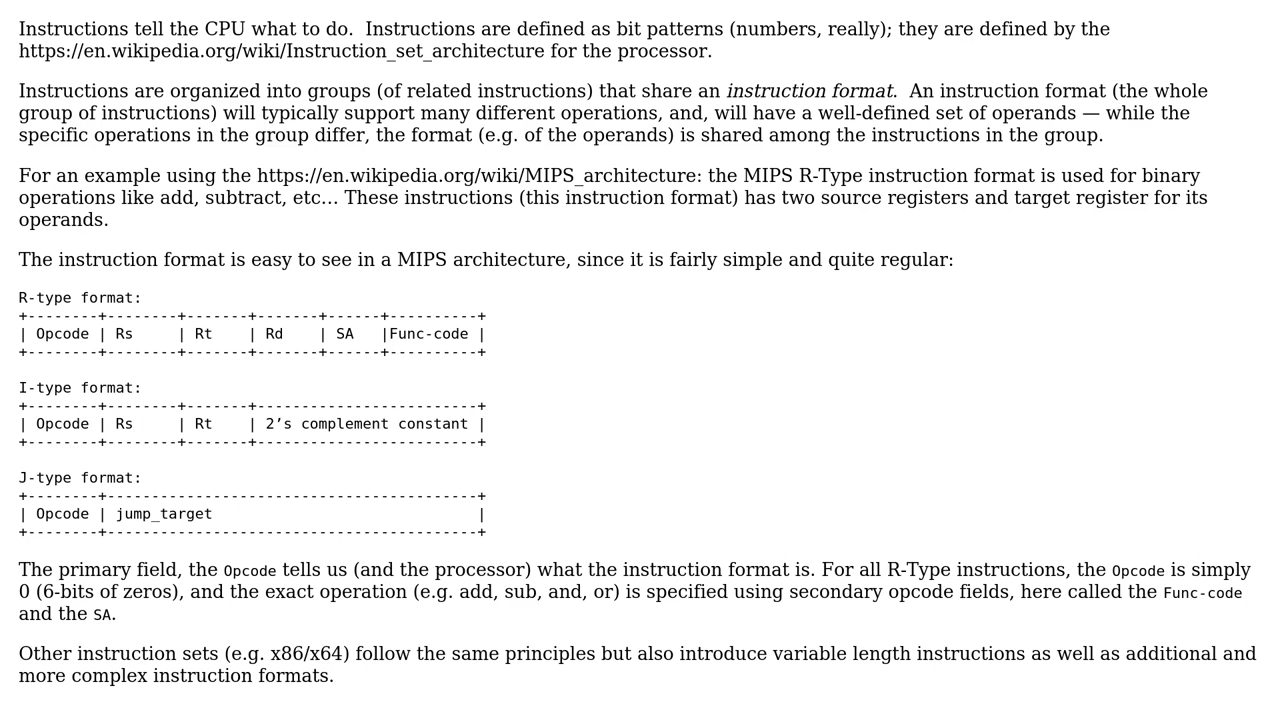 Instructions tell the CPU what to do.  Instructions are defined as bit patterns (numbers, really); they are defined by the
https://en.wikipedia.org/wiki/Instruction_set_architecture for the processor.
Instructions are organized into groups (of related instructions) that share an instruction format.  An instruction format (the whole
group of instructions) will typically support many different operations, and, will have a well-defined set of operands — while the
specific operations in the group differ, the format (e.g. of the operands) is shared among the instructions in the group.
For an example using the https://en.wikipedia.org/wiki/MIPS_architecture: the MIPS R-Type instruction format is used for binary
operations like add, subtract, etc... These instructions (this instruction format) has two source registers and target register for its
operands.
The instruction format is easy to see in a MIPS architecture, since it is fairly simple and quite regular:
R-type format:
+--------+--------+-------+-------+------+----------+
| Opcode | Rs     | Rt    | Rd    | SA   |Func-code |
+--------+--------+-------+-------+------+----------+
I-type format:
+--------+--------+-------+-------------------------+
| Opcode | Rs     | Rt    | 2’s complement constant |
+--------+--------+-------+-------------------------+
J-type format:
+--------+------------------------------------------+
| Opcode | jump_target                              |
+--------+------------------------------------------+
The primary field, the Opcode tells us (and the processor) what the instruction format is. For all R-Type instructions, the Opcode is simply
0 (6-bits of zeros), and the exact operation (e.g. add, sub, and, or) is specified using secondary opcode fields, here called the Func-code
and the SA.
Other instruction sets (e.g. x86/x64) follow the same principles but also introduce variable length instructions as well as additional and
more complex instruction formats.